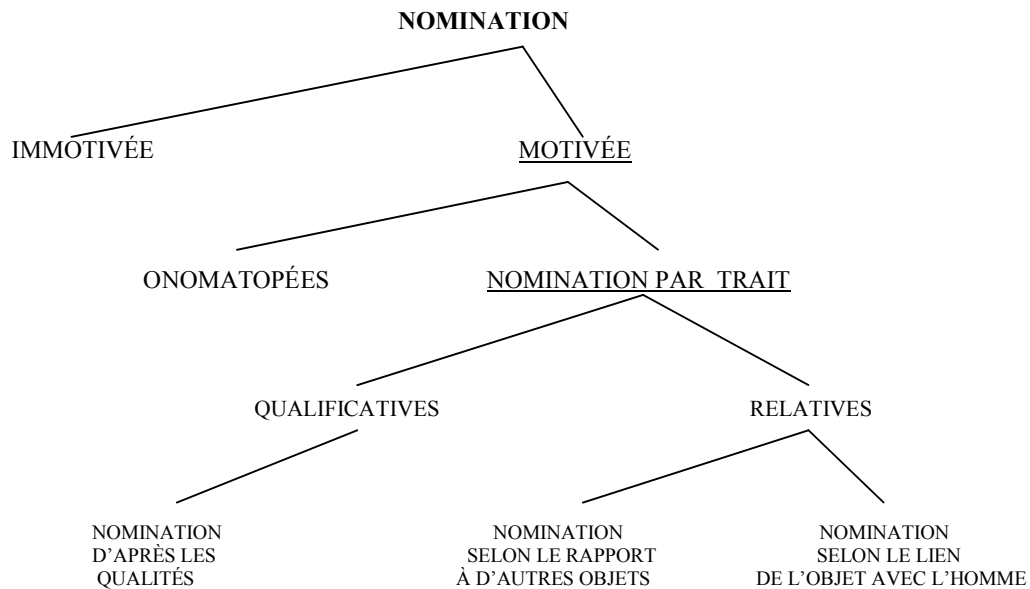 NOMINATION
IMMOTIVÉE MOTIVÉE
ONOMATOPÉES NOMINATION PAR TRAIT
QUALIFICATIVES RELATIVES
NOMINATION
D'APRÈS LES
QUALITÉS
NOMINATION
SELON LE RAPPORT
À D'AUTRES OBJETS
NOMINATION
SELON LE LIEN
DE L'OBJET AVEC L'HOMME